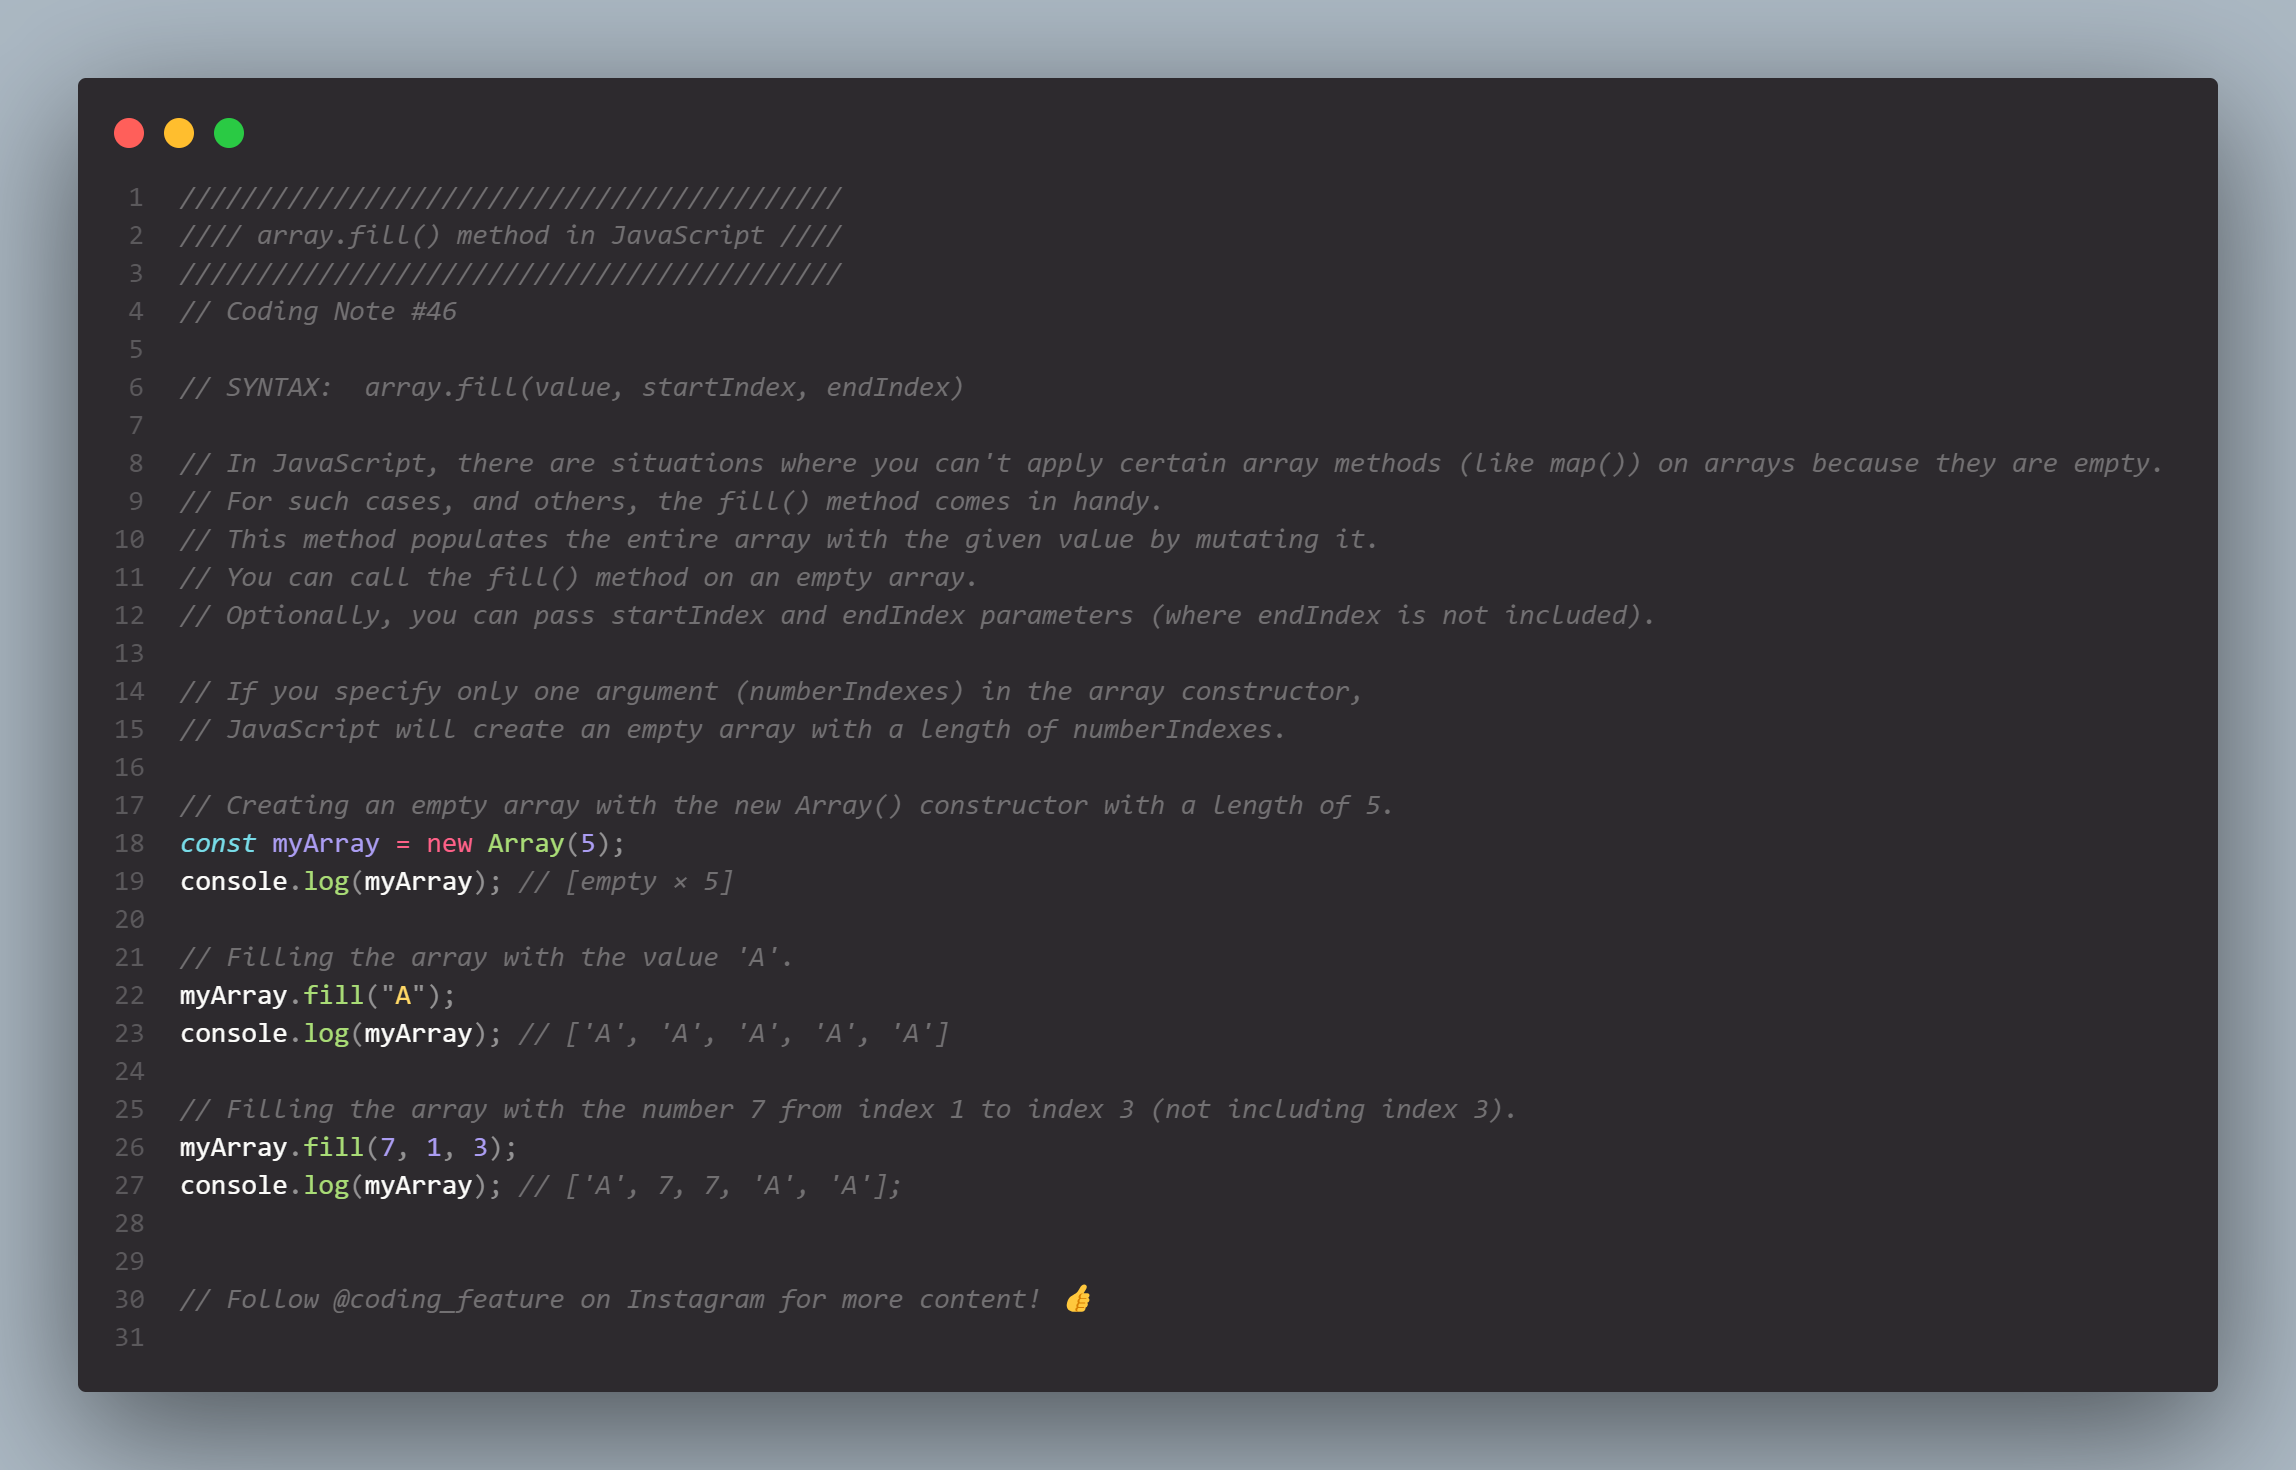 1 ///////////////////////////////////////////
2 //// array.fill() method in JavaScript ////
3 ///////////////////////////////////////////
4 // Coding Note #46
5
6 // SYNTAX:  array.fill(value, startIndex, endIndex)
7
8 // In JavaScript, there are situations where you can't apply certain array methods (like map()) on arrays because they are empty.
9 // For such cases, and others, the fill() method comes in handy.
10 // This method populates the entire array with the given value by mutating it.
11 // You can call the fill() method on an empty array.
12 // Optionally, you can pass startIndex and endIndex parameters (where endIndex is not included).
13
14 // If you specify only one argument (numberIndexes) in the array constructor,
15 // JavaScript will create an empty array with a length of numberIndexes.
16
17 // Creating an empty array with the new Array() constructor with a length of 5.
18 const myArray = new Array(5);
19 console.log(myArray); // [empty × 5]
20
21 // Filling the array with the value 'A'.
22 myArray.fill("A");
23 console.log(myArray); // ['A', 'A', 'A', 'A', 'A']
24
25 // Filling the array with the number 7 from index 1 to index 3 (not including index 3).
26 myArray.fill(7, 1, 3);
27 console.log(myArray); // ['A', 7, 7, 'A', 'A'];
28
29
30 // Follow @coding_feature on Instagram for more content! 👍
31